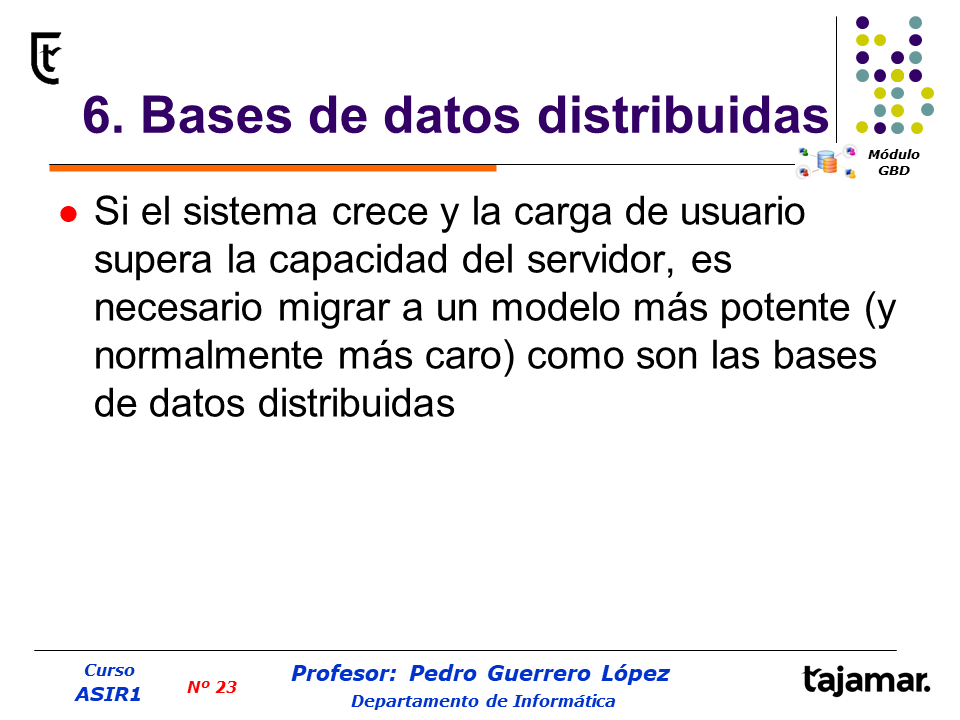 6. Bases de datos distribuidas
Módulo
GBD
Si el sistema crece y la carga de usuario
supera la capacidad del servidor, es
necesario migrar a un modelo más potente (y
normalmente más caro) como son las bases
de datos distribuidas
Curso
ASIR1
Nº 23
Profesor: Pedro Guerrero López
Departamento de Informática
tajamar.